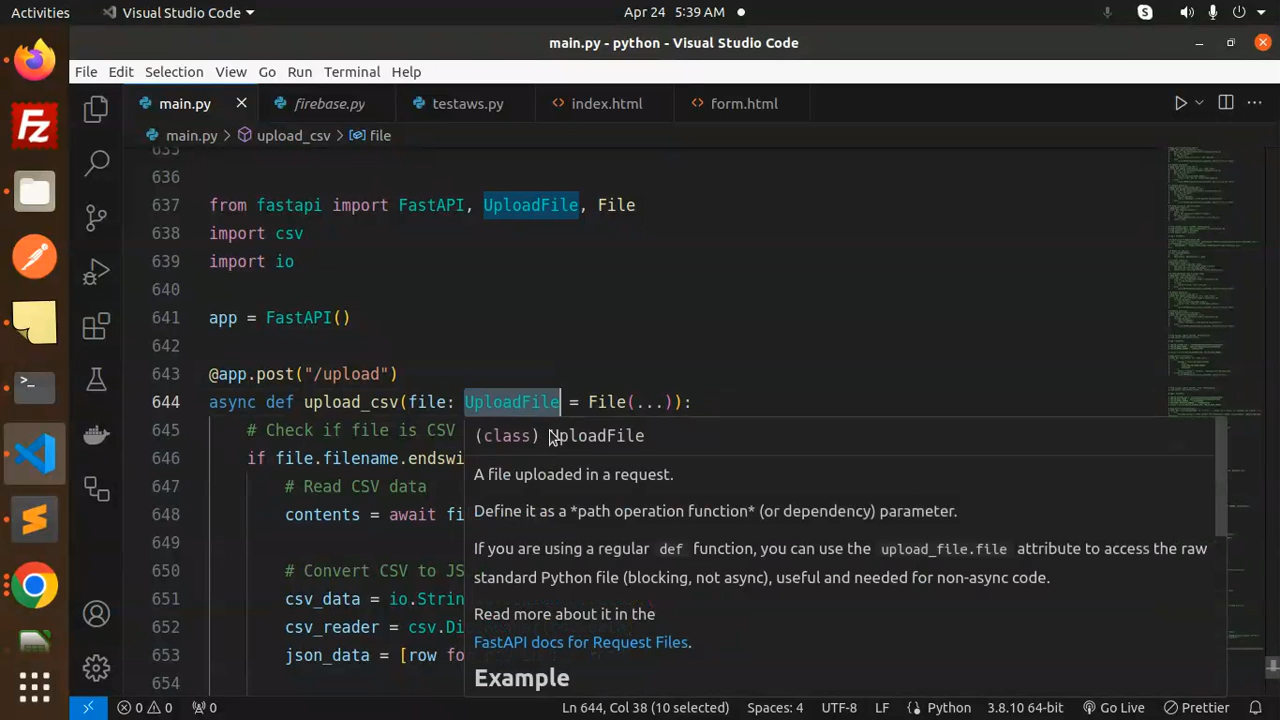 Activities
Visual Studio Code
Apr 24 5:39 AM
main.py - python - Visual Studio Code
File Edit Selection View Go Run Terminal Help
main.py
firebase.py
testaws.py
index.html
form.html
main.py > upload_csv > file
635
636
637 from fastapi import FastAPI, UploadFile, File
638 import csv
639 import io
640
641 app = FastAPI()
642
643 @app.post("/upload")
644 async def upload_csv(file: UploadFile = File(...)):
645 # Check if file is CSV
646 if file.filename.endswi
647 # Read CSV data
648 contents = await fi
649
650 # Convert CSV to JS
651 csv_data = io.Strin
652 csv_reader = csv.Di
653 json_data = [row fo
654
(class) UploadFile
A file uploaded in a request.
Define it as a *path operation function* (or dependency) parameter.
If you are using a regular def function, you can use the upload_file.file attribute to access the raw
standard Python file (blocking, not async), useful and needed for non-async code.
Read more about it in the
FastAPI docs for Request Files.
Example
0 0 0 Ln 644, Col 38 (10 selected) Spaces: 4 UTF-8 LF Python 3.8.10 64-bit Go Live Prettier